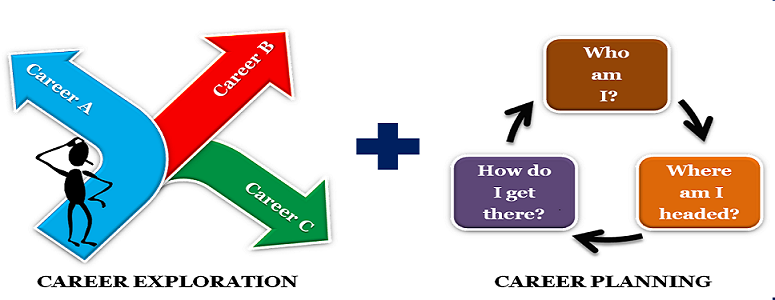 Career A
Career B
Career C
CAREER EXPLORATION
Who
am
I?
Where
am I
headed?
How do
I get
there?
CAREER PLANNING